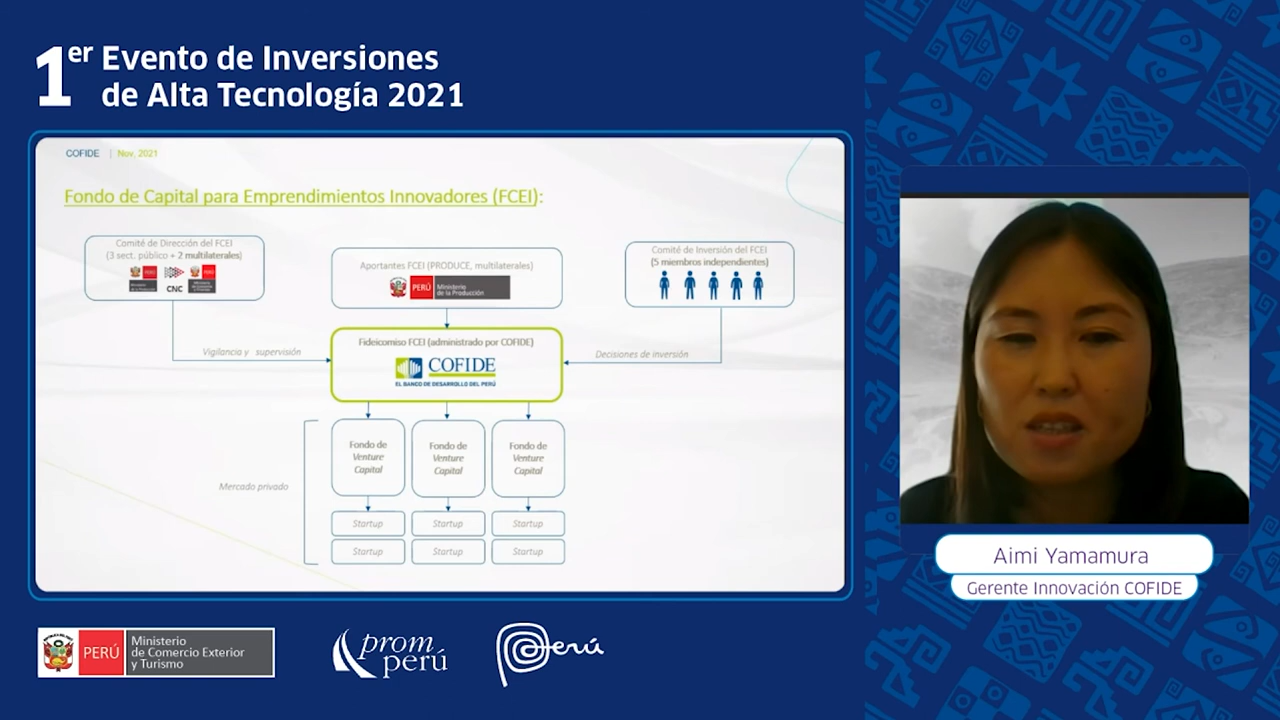 1er Evento de Inversiones
de Alta Tecnología 2021
COFIDE | Nov, 2021
Fondo de Capital para Emprendimientos Innovadores (FCEI):
Comité de Dirección del FCEI
(3 sect. público + 2 multilaterales)
CNC
Aportantes FCEI (PRODUCE, multilaterales)
PERÚ
Ministerio
de la Producción
Comité de Inversión del FCEI
(5 miembros independientes)
Vigilancia y supervisión
Fideicomiso FCEI (administrado por COFIDE)
COFIDE
EL BANCO DE DESARROLLO DEL PERÚ
Decisiones de inversión
Fondo de
Venture
Capital
Fondo de
Venture
Capital
Fondo de
Venture
Capital
Mercado privado
Startup
Startup
Startup
Startup
Startup
Startup
Aimi Yamamura
Gerente Innovación COFIDE
PERÚ
Ministerio
de Comercio Exterior
y Turismo
prom
perú
Perú